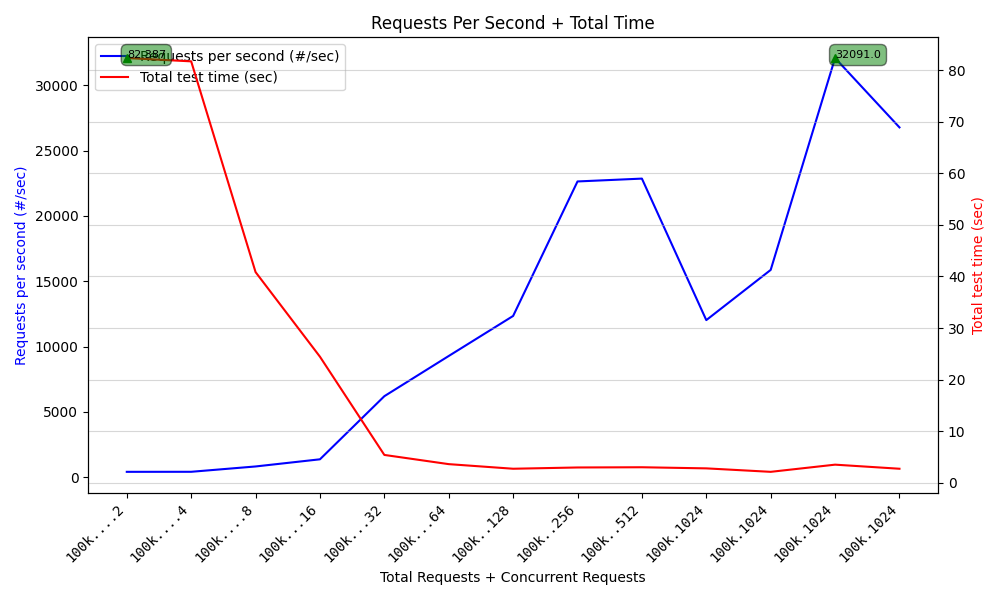 Requests Per Second + Total Time
82.387
Requests per second (#/sec)
Total test time (sec)
32091.0
30000
25000
20000
15000
10000
5000
0
Requests per second (#/sec)
80
70
60
50
40
30
20
10
0
Total test time (sec)
100k....2
100k....4
100k....8
100k...16
100k...32
100k...64
100k..128
100k..256
100k..512
100k.1024
100k.1024
100k.1024
100k.1024
Total Requests + Concurrent Requests